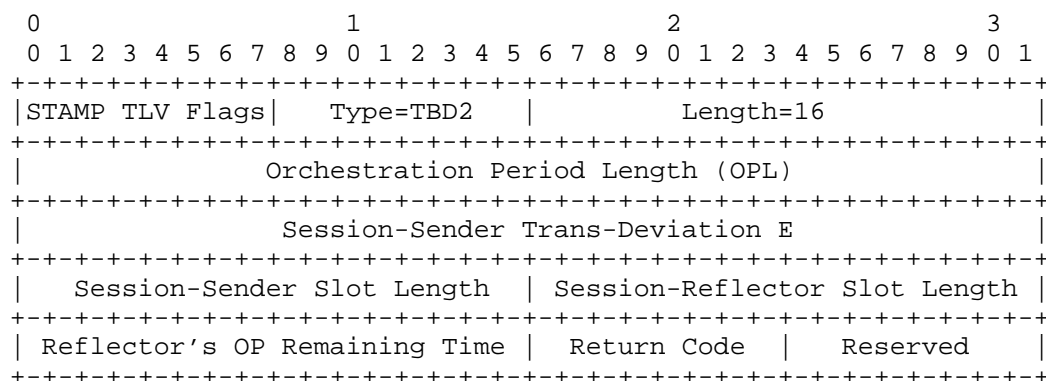 0                   1                   2                   3
0 1 2 3 4 5 6 7 8 9 0 1 2 3 4 5 6 7 8 9 0 1 2 3 4 5 6 7 8 9 0 1
+-+-+-+-+-+-+-+-+-+-+-+-+-+-+-+-+-+-+-+-+-+-+-+-+-+-+-+-+-+-+-+-+
|STAMP TLV Flags|   Type=TBD2   |         Length=16             |
+-+-+-+-+-+-+-+-+-+-+-+-+-+-+-+-+-+-+-+-+-+-+-+-+-+-+-+-+-+-+-+-+
|               Orchestration Period Length (OPL)               |
+-+-+-+-+-+-+-+-+-+-+-+-+-+-+-+-+-+-+-+-+-+-+-+-+-+-+-+-+-+-+-+-+
|                Session-Sender Trans-Deviation E               |
+-+-+-+-+-+-+-+-+-+-+-+-+-+-+-+-+-+-+-+-+-+-+-+-+-+-+-+-+-+-+-+-+
|   Session-Sender Slot Length  | Session-Reflector Slot Length |
+-+-+-+-+-+-+-+-+-+-+-+-+-+-+-+-+-+-+-+-+-+-+-+-+-+-+-+-+-+-+-+-+
| Reflector's OP Remaining Time |  Return Code  |   Reserved    |
+-+-+-+-+-+-+-+-+-+-+-+-+-+-+-+-+-+-+-+-+-+-+-+-+-+-+-+-+-+-+-+-+